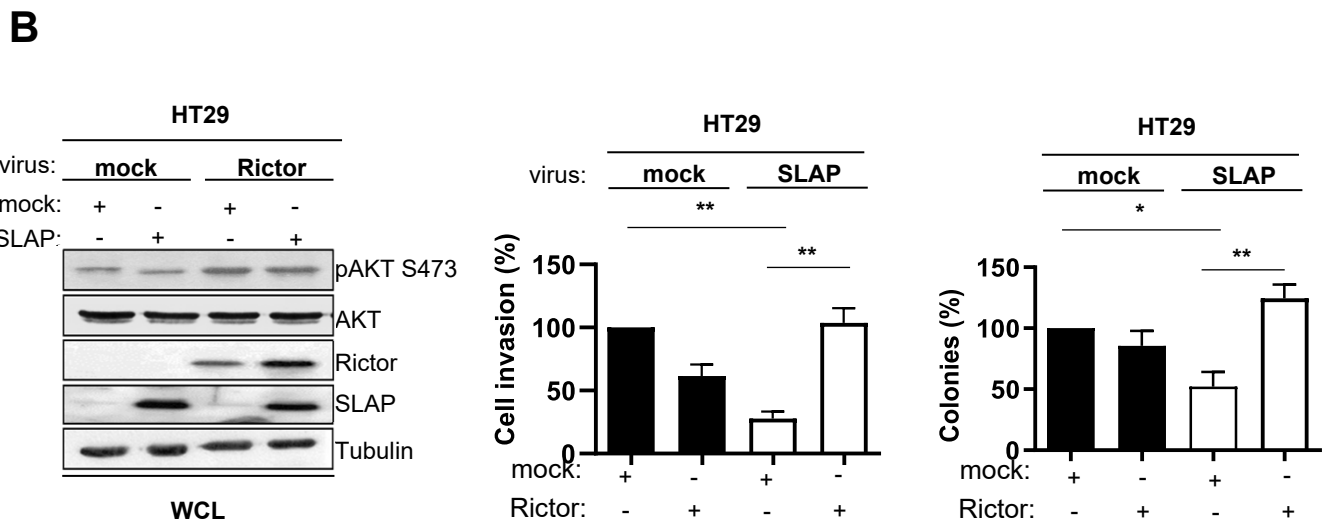 B
HT29
virus: mock Rictor
mock: + - + -
SLAP: - + - +
pAKT S473
AKT
Rictor
SLAP
Tubulin
WCL
HT29
virus: mock SLAP
**
**
Cell invasion (%)
150
100
50
0
mock: + - + -
Rictor: - + - +
HT29
mock SLAP
*
**
Colonies (%)
150
100
50
0
mock: + - + -
Rictor: - + - +